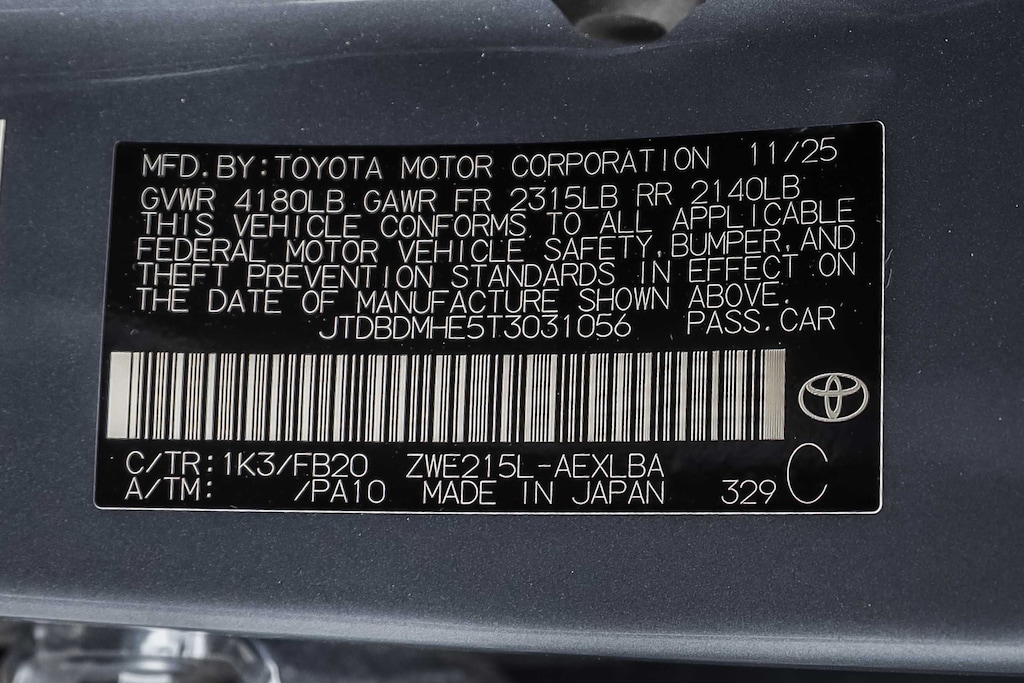 MFD. BY: TOYOTA MOTOR CORPORATION 11/25
GVWR 4180LB GAWR FR 2315LB RR 2140LB
THIS VEHICLE CONFORMS TO ALL APPLICABLE
FEDERAL MOTOR VEHICLE SAFETY, BUMPER, AND
THEFT PREVENTION STANDARDS IN EFFECT ON
THE DATE OF MANUFACTURE SHOWN ABOVE.
JTDBDMHE5T3031056 PASS. CAR
C/TR: 1K3/FB20 ZWE215L-AEXLBA
A/TM: /PA10 MADE IN JAPAN 329 C